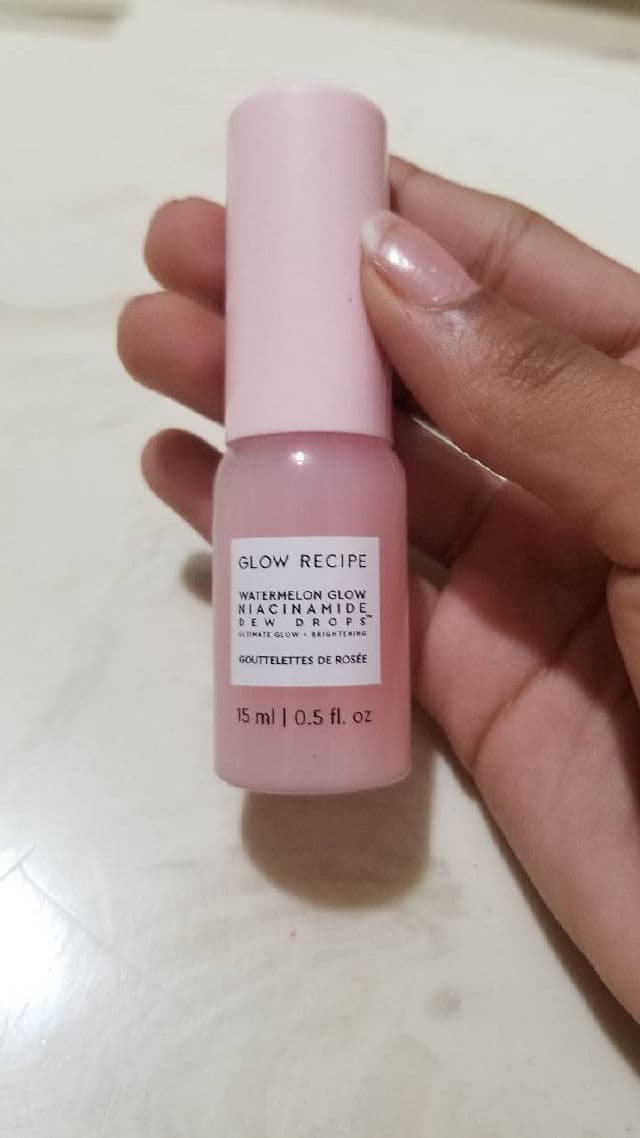 GLOW RECIPE
WATERMELON GLOW
NIACINAMIDE
DEW DROPS™
ULTIMATE GLOW + BRIGHTENING
GOUTTELETTES DE ROSÉE
15 ml | 0.5 fl. oz